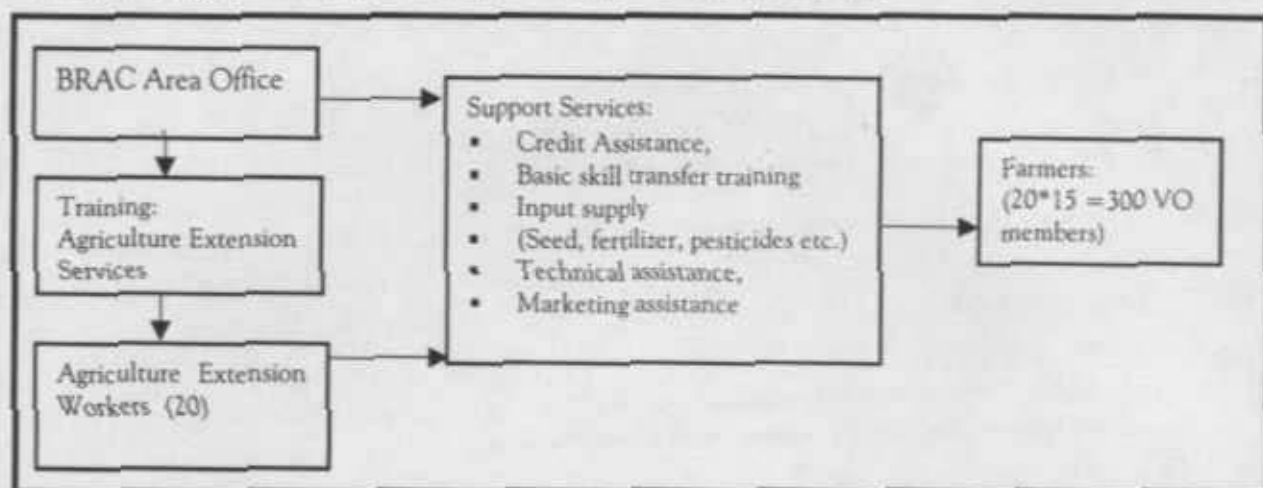 BRAC Area Office
Training:
Agriculture Extension
Services
Agriculture Extension
Workers (20)
Support Services:
▪ Credit Assistance,
▪ Basic skill transfer training
▪ Input supply
▪ (Seed, fertilizer, pesticides etc.)
▪ Technical assistance,
▪ Marketing assistance
Farmers:
(20*15 =300 VO
members)